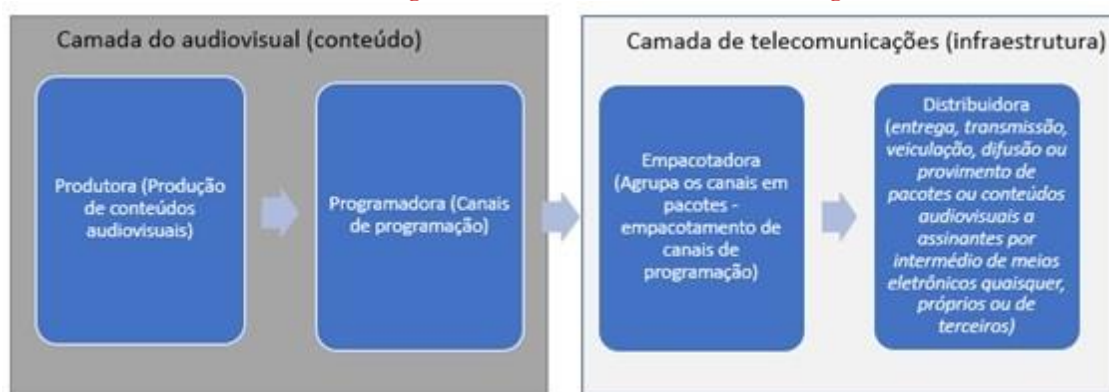 Camada do audiovisual (conteúdo)
Produtora (Produção
de conteúdos
audiovisuais)
Programadora (Canais
de programação)
Camada de telecomunicações (infraestrutura)
Empacotadora
(Agrupa os canais em
pacotes -
empacotamento de
canais de
programação)
Distribuidora
(entrega, transmissão,
veiculação, difusão ou
provimento de
pacotes ou conteúdos
audiovisuais a
assinantes por
intermédio de meios
eletrônicos quaisquer,
próprios ou de
terceiros)